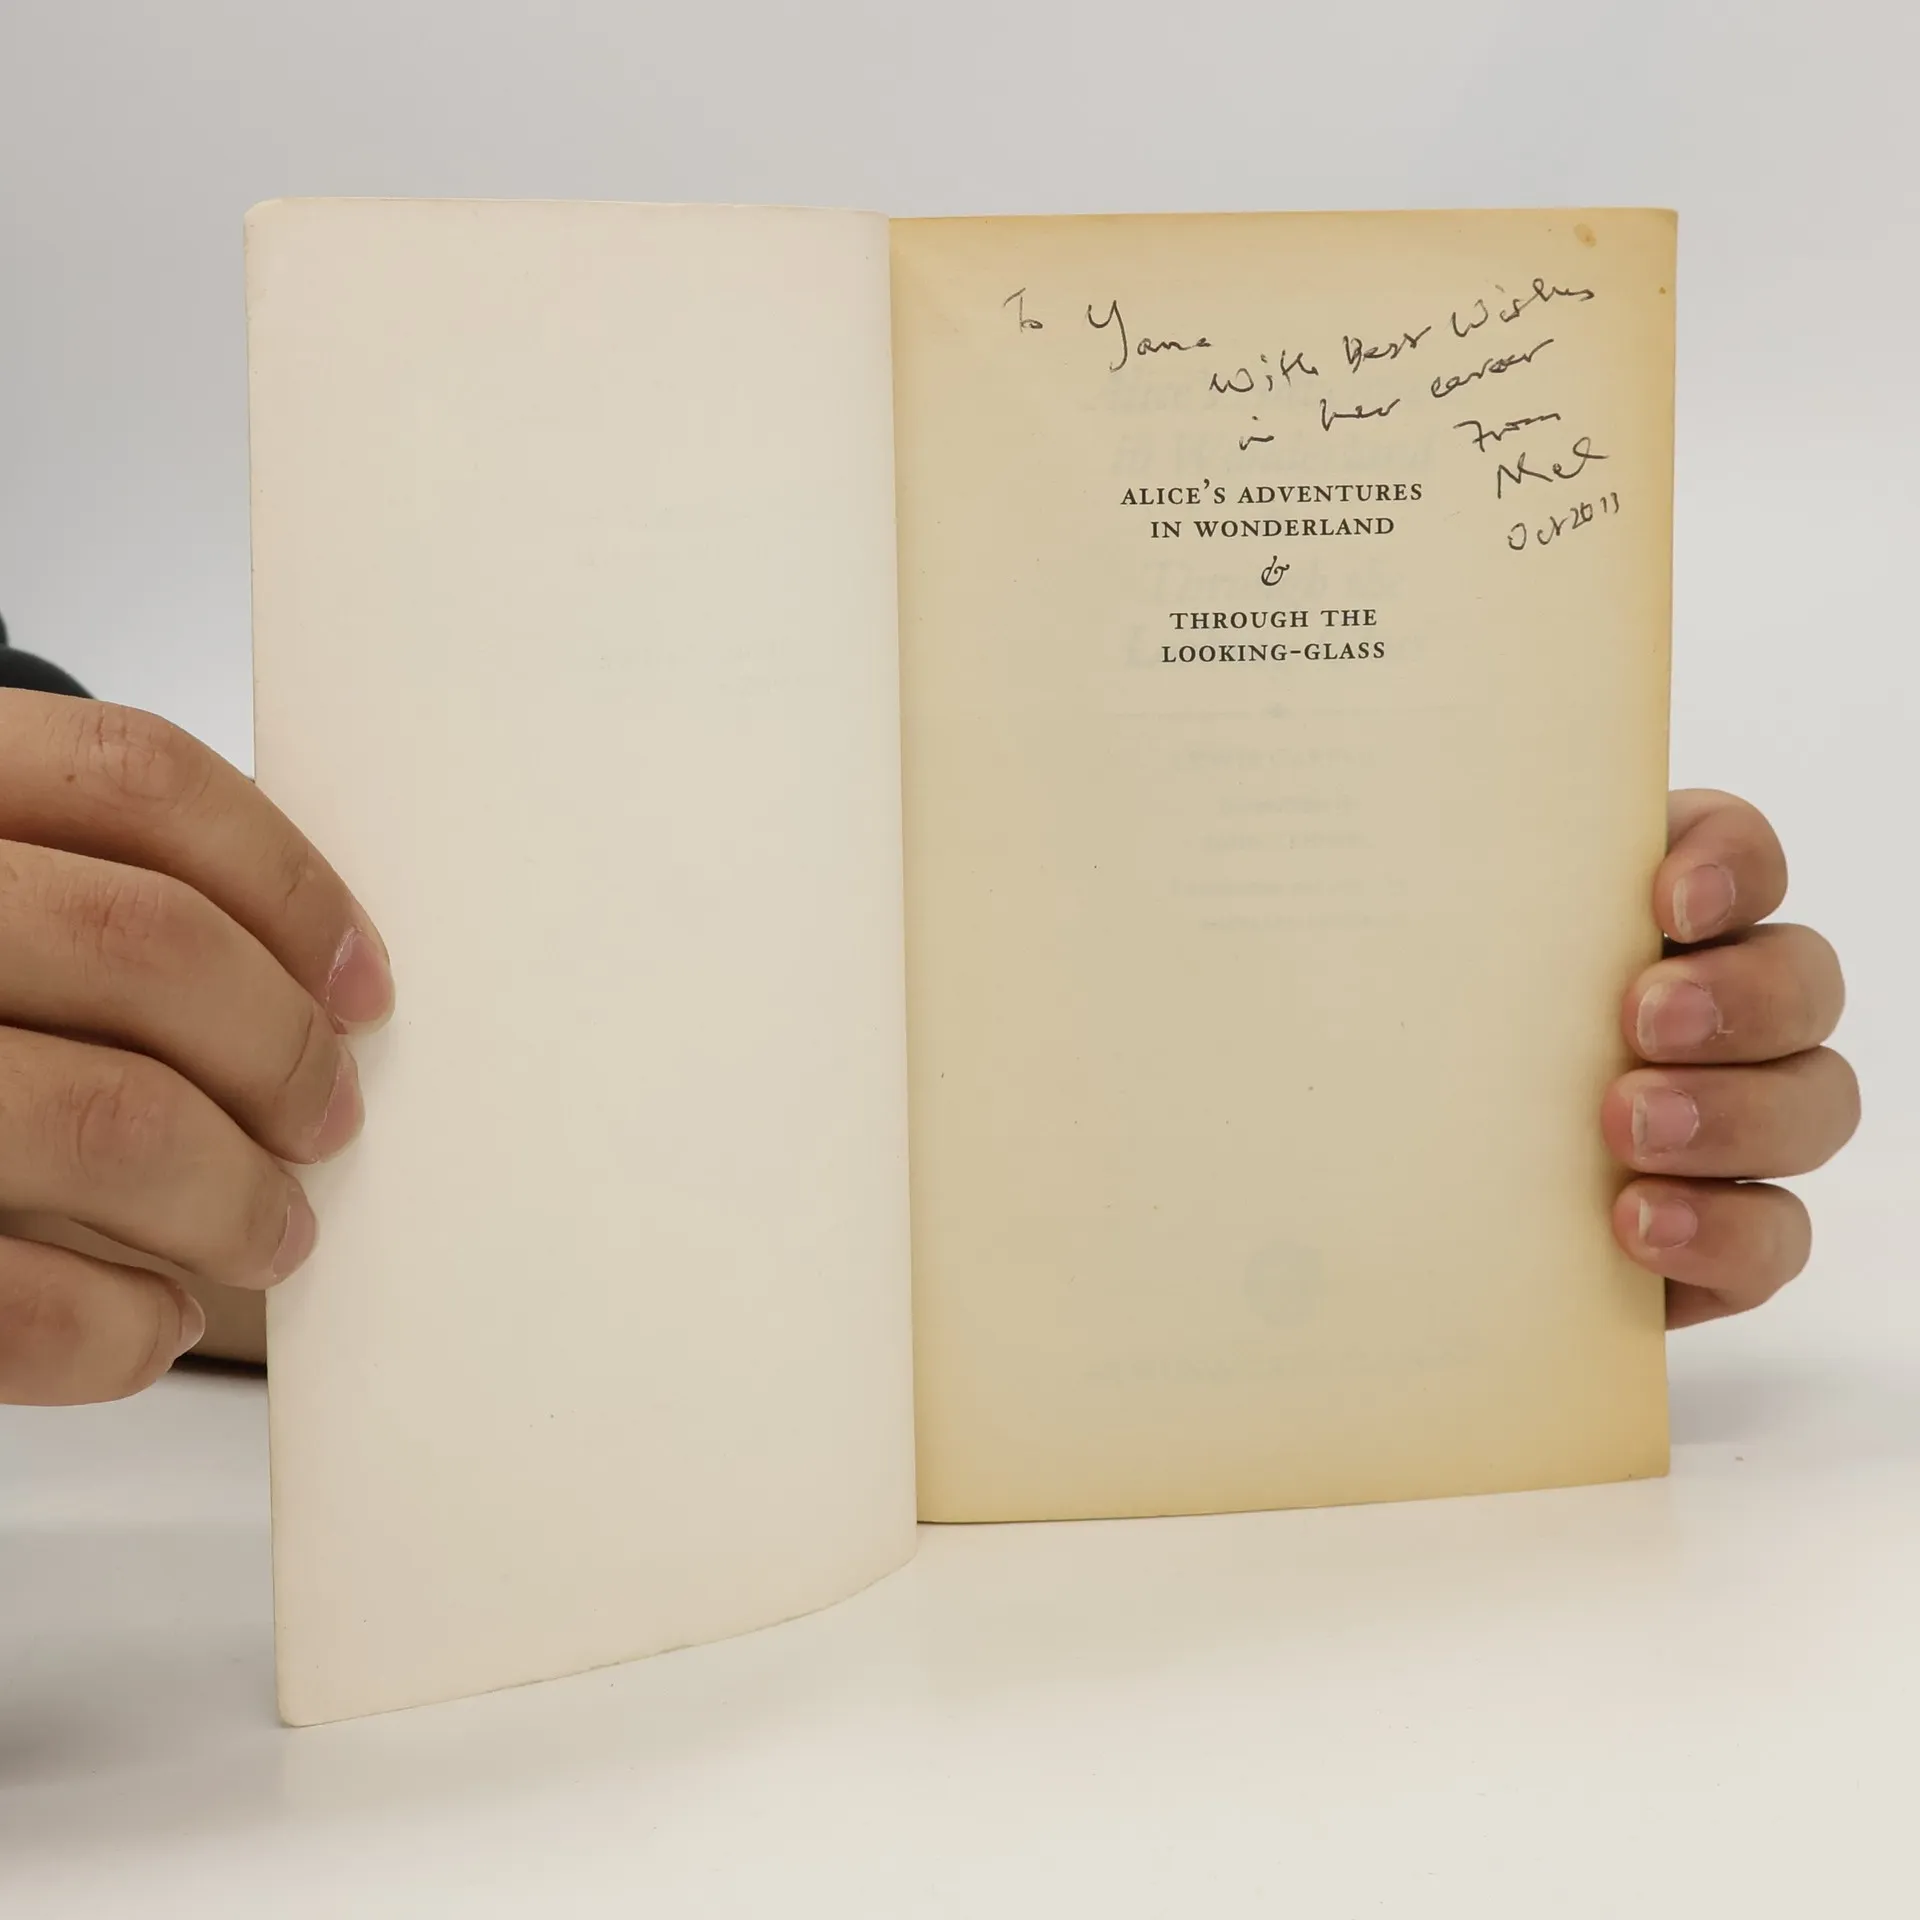 To Yana
With Best Wishes
in her career
From
Mel
Oct 2013
ALICE'S ADVENTURES
IN WONDERLAND
&
THROUGH THE
LOOKING-GLASS